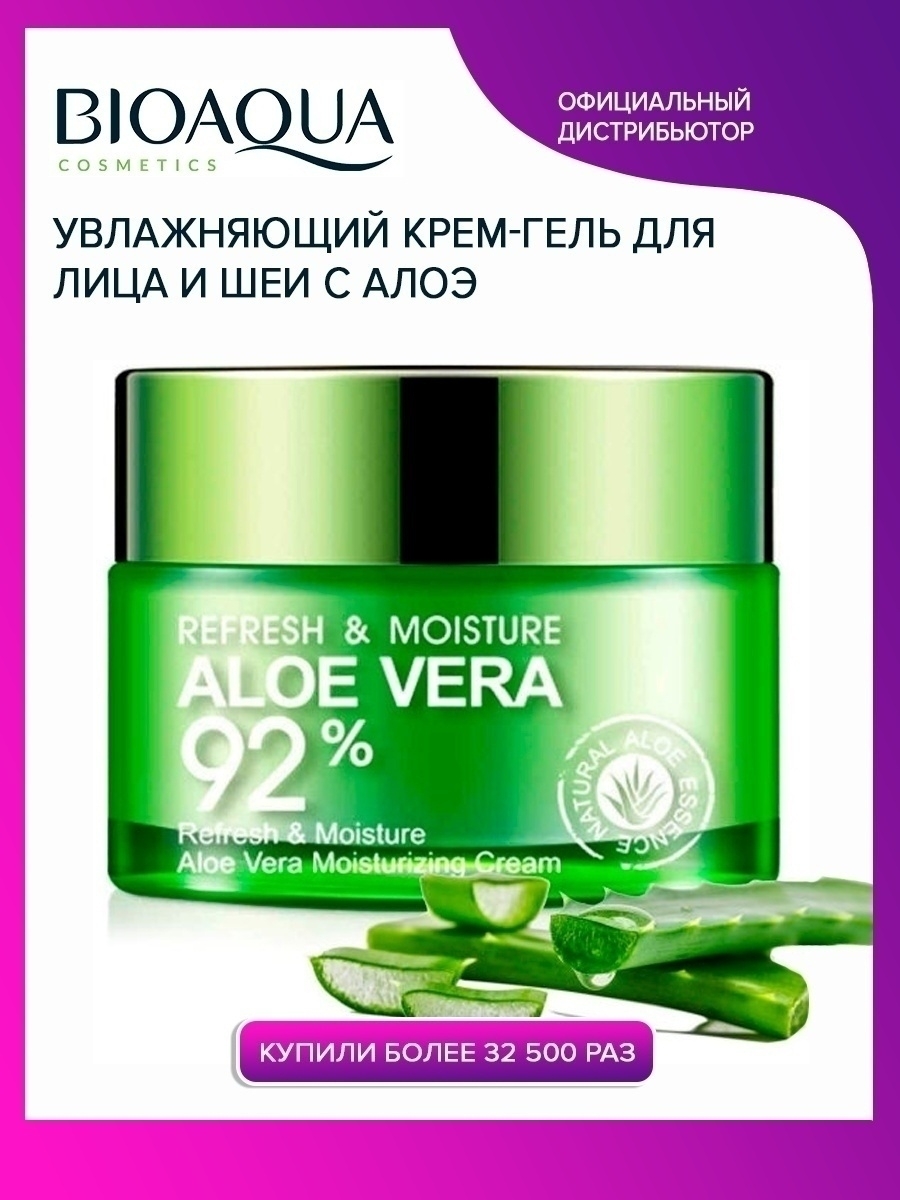 BIOAQUA
COSMETICS
ОФИЦИАЛЬНЫЙ
ДИСТРИБЬЮТОР
УВЛАЖНЯЮЩИЙ КРЕМ-ГЕЛЬ ДЛЯ
ЛИЦА И ШЕИ С АЛОЭ
REFRESH & MOISTURE
ALOE VERA
92%
Refresh & Moisture
Aloe Vera Moisturizing Cream
NATURAL ALOE ESSENCE
КУПИЛИ БОЛЕЕ 32 500 РАЗ